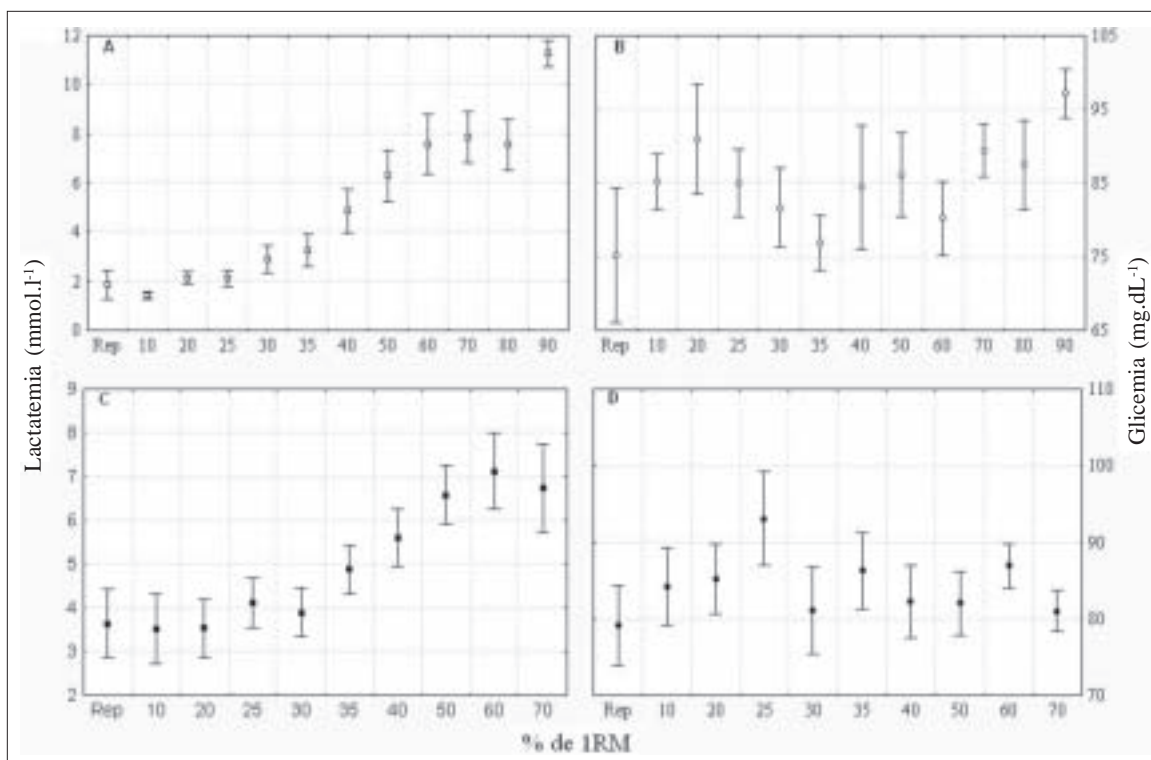 Lactatemia (mmol.l⁻¹)
A
12
10
8
6
4
2
0
Rep 10 20 25 30 35 40 50 60 70 80 90
B
105
95
85
75
65
Rep 10 20 25 30 35 40 50 60 70 80 90
Glicemia (mg.dL⁻¹)
C
9
8
7
6
5
4
3
2
Rep 10 20 25 30 35 40 50 60 70
D
110
100
90
80
70
Rep 10 20 25 30 35 40 50 60 70
% de 1RM